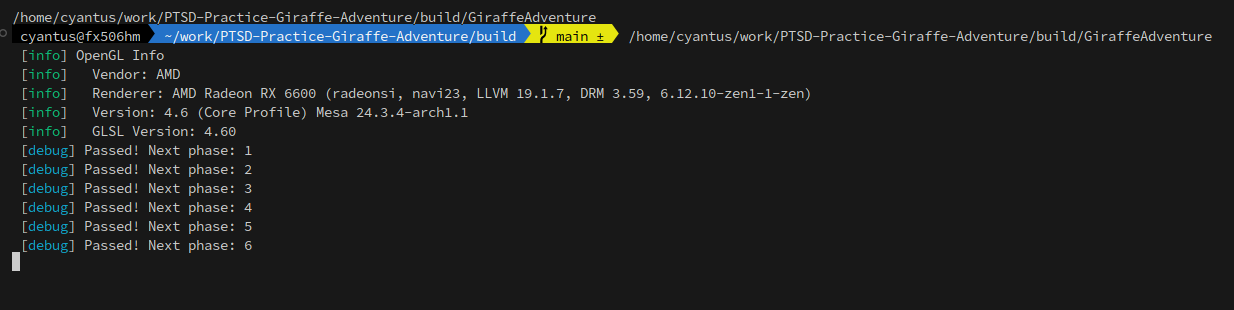 /home/cyantus/work/PTSD-Practice-Giraffe-Adventure/build/GiraffeAdventure
cyantus@fx506hm ~/work/PTSD-Practice-Giraffe-Adventure/build main ± /home/cyantus/work/PTSD-Practice-Giraffe-Adventure/build/GiraffeAdventure
[info] OpenGL Info
[info] Vendor: AMD
[info] Renderer: AMD Radeon RX 6600 (radeonsi, navi23, LLVM 19.1.7, DRM 3.59, 6.12.10-zen1-1-zen)
[info] Version: 4.6 (Core Profile) Mesa 24.3.4-arch1.1
[info] GLSL Version: 4.60
[debug] Passed! Next phase: 1
[debug] Passed! Next phase: 2
[debug] Passed! Next phase: 3
[debug] Passed! Next phase: 4
[debug] Passed! Next phase: 5
[debug] Passed! Next phase: 6